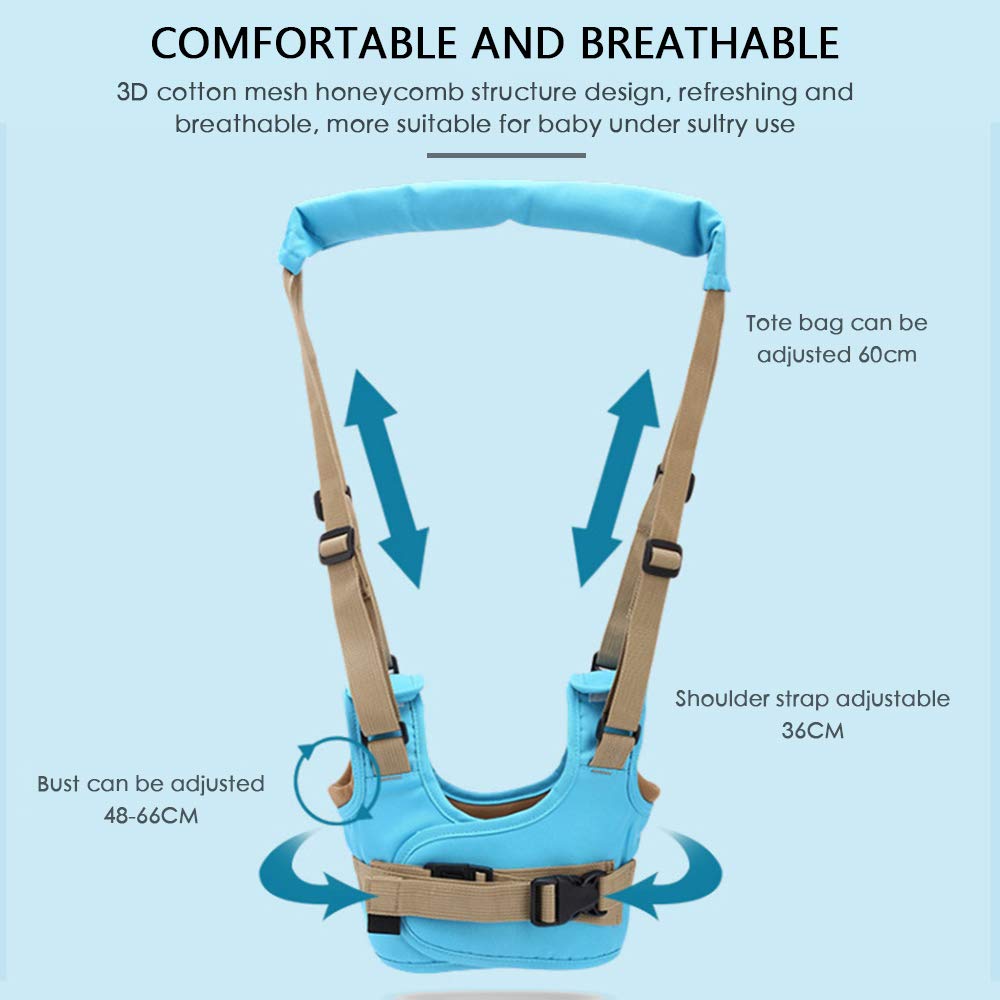 COMFORTABLE AND BREATHABLE
3D cotton mesh honeycomb structure design, refreshing and
breathable, more suitable for baby under sultry use
Tote bag can be
adjusted 60cm
Shoulder strap adjustable
36CM
Bust can be adjusted
48-66CM